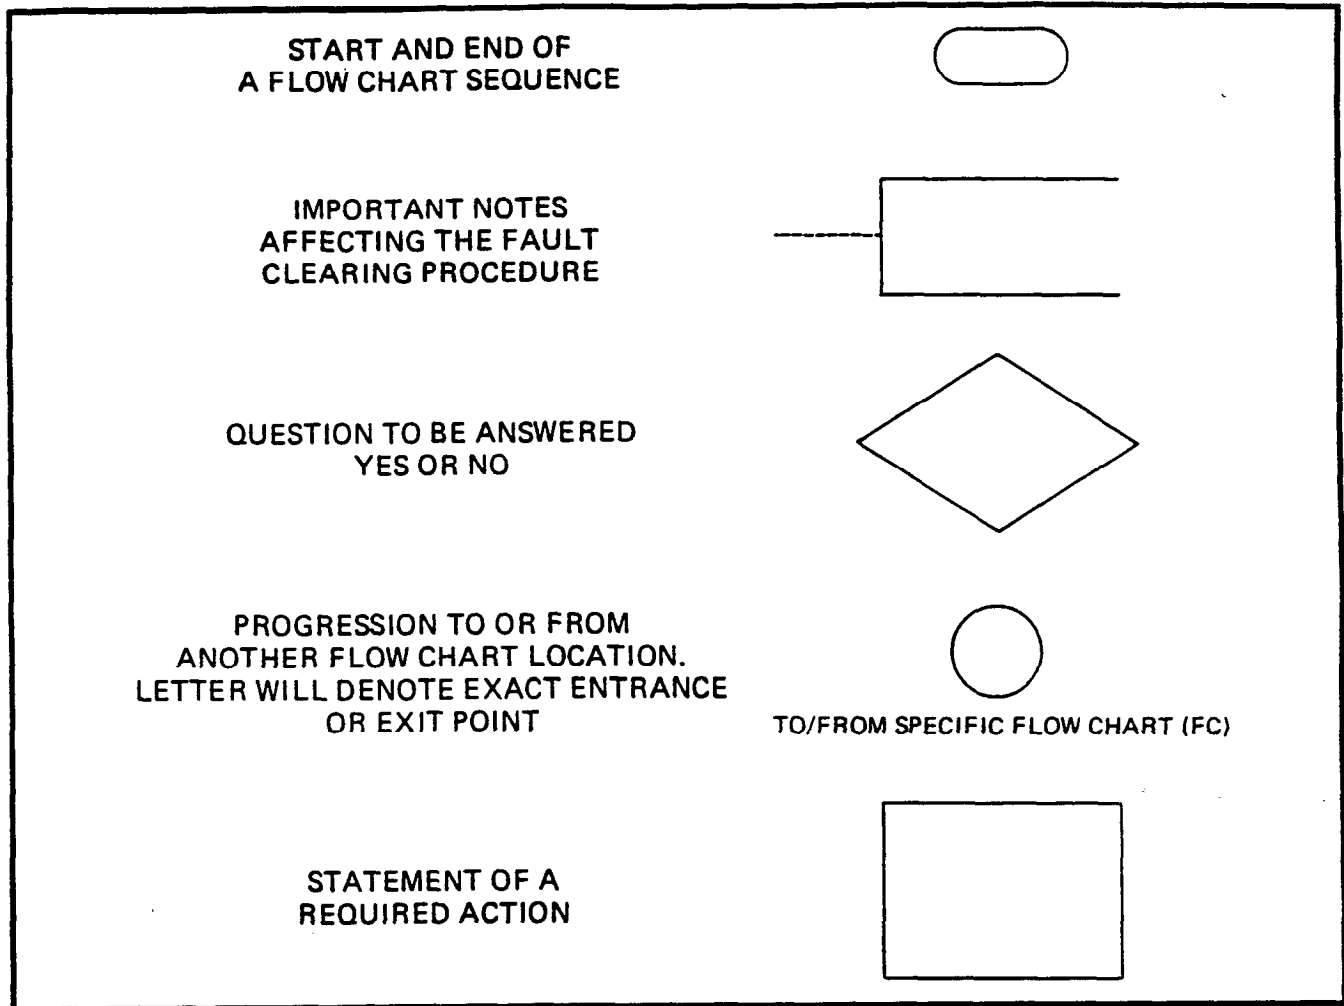 START AND END OF
A FLOW CHART SEQUENCE
IMPORTANT NOTES
AFFECTING THE FAULT
CLEARING PROCEDURE
QUESTION TO BE ANSWERED
YES OR NO
PROGRESSION TO OR FROM
ANOTHER FLOW CHART LOCATION.
LETTER WILL DENOTE EXACT ENTRANCE
OR EXIT POINT
TO/FROM SPECIFIC FLOW CHART (FC)
STATEMENT OF A
REQUIRED ACTION